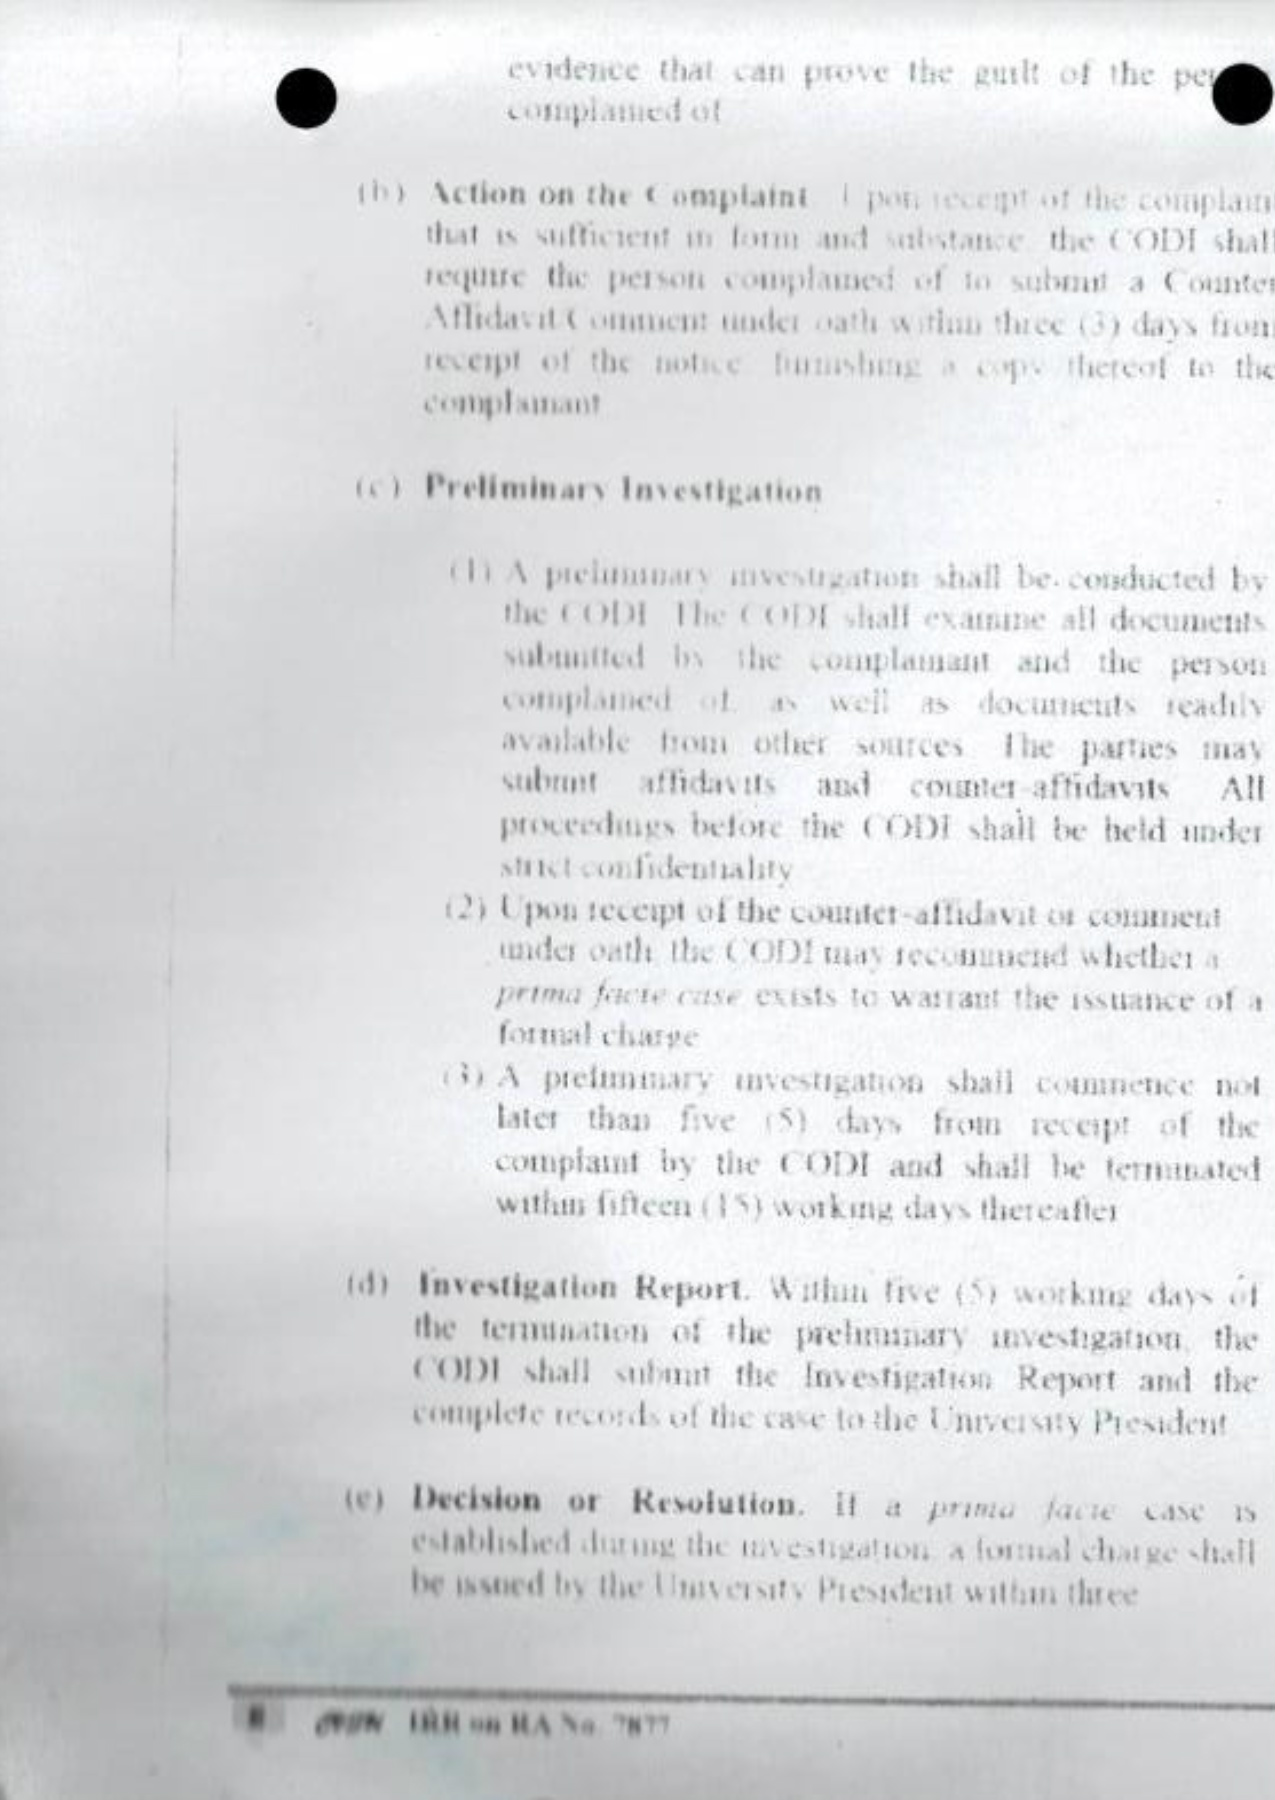 evidence that can prove the guilt of the
complained of
(b) Action on the Complaint. Upon receipt of the complain
that is sufficient in form and substance, the CODI shall
require the person complained of to submit a Counter
Affidavit/Comment under oath within three (3) days from
receipt of the notice, furnishing a copy thereof to the
complainant
(c) Preliminary Investigation
(1) A preliminary investigation shall be conducted by
the CODI. The CODI shall examine all documents
submitted by the complainant and the person
complained of, as well as documents readily
available from other sources. The parties may
submit affidavits and counter-affidavits. All
proceedings before the CODI shall be held under
strict confidentiality
(2) Upon receipt of the counter-affidavit or comment
under oath, the CODI may recommend whether a
prima facie case exists to warrant the issuance of a
formal charge
(3) A preliminary investigation shall commence not
later than five (5) days from receipt of the
complaint by the CODI and shall be terminated
within fifteen (15) working days thereafter
(d) Investigation Report. Within five (5) working days of
the termination of the preliminary investigation, the
CODI shall submit the Investigation Report and the
complete records of the case to the University President
(e) Decision or Resolution. If a prima facie case is
established during the investigation, a formal charge shall
be issued by the University President within three
IRR on RA No. 7877